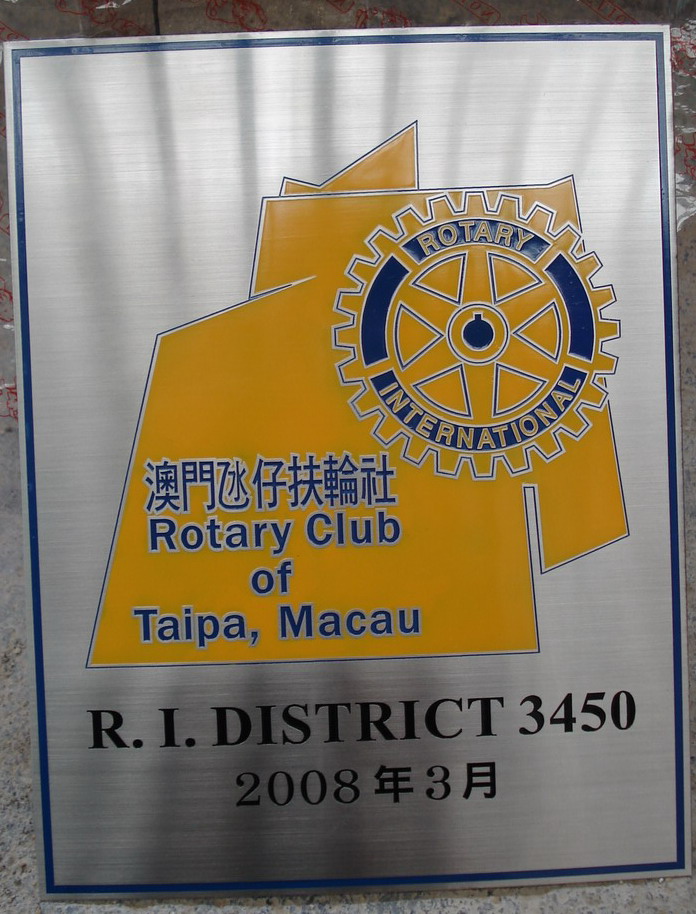 ROTARY
INTERNATIONAL
澳門氹仔扶輪社
Rotary Club
of
Taipa, Macau
R. I. DISTRICT 3450
2008年3月